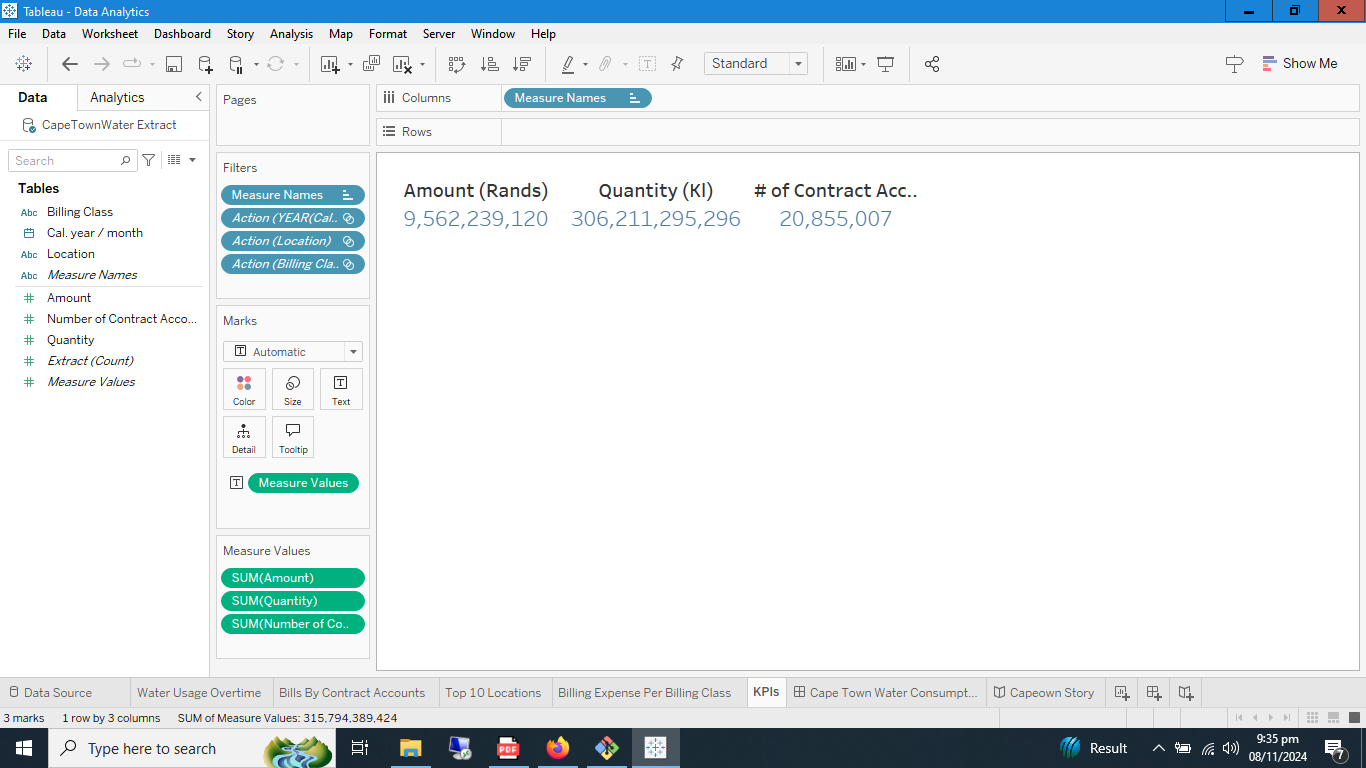 Tableau - Data Analytics
File Data Worksheet Dashboard Story Analysis Map Format Server Window Help
Standard
Show Me
Data Analytics
CapeTownWater Extract
Search
Tables
Abc Billing Class
Cal. year / month
Abc Location
Abc Measure Names
# Amount
# Number of Contract Acco...
# Quantity
# Extract (Count)
# Measure Values
Pages
Filters
Measure Names
Action (YEAR(Cal..
Action (Location)
Action (Billing Cla..
Marks
T Automatic
Color Size Text
Detail Tooltip
T Measure Values
Measure Values
SUM(Amount)
SUM(Quantity)
SUM(Number of Co..
Columns Measure Names
Rows
Amount (Rands) Quantity (Kl) # of Contract Acc..
9,562,239,120 306,211,295,296 20,855,007
Data Source Water Usage Overtime Bills By Contract Accounts Top 10 Locations Billing Expense Per Billing Class KPIs Cape Town Water Consumpt... Capeown Story
3 marks 1 row by 3 columns SUM of Measure Values: 315,794,389,424
Type here to search
PDF
Result
9:35 pm
08/11/2024
7